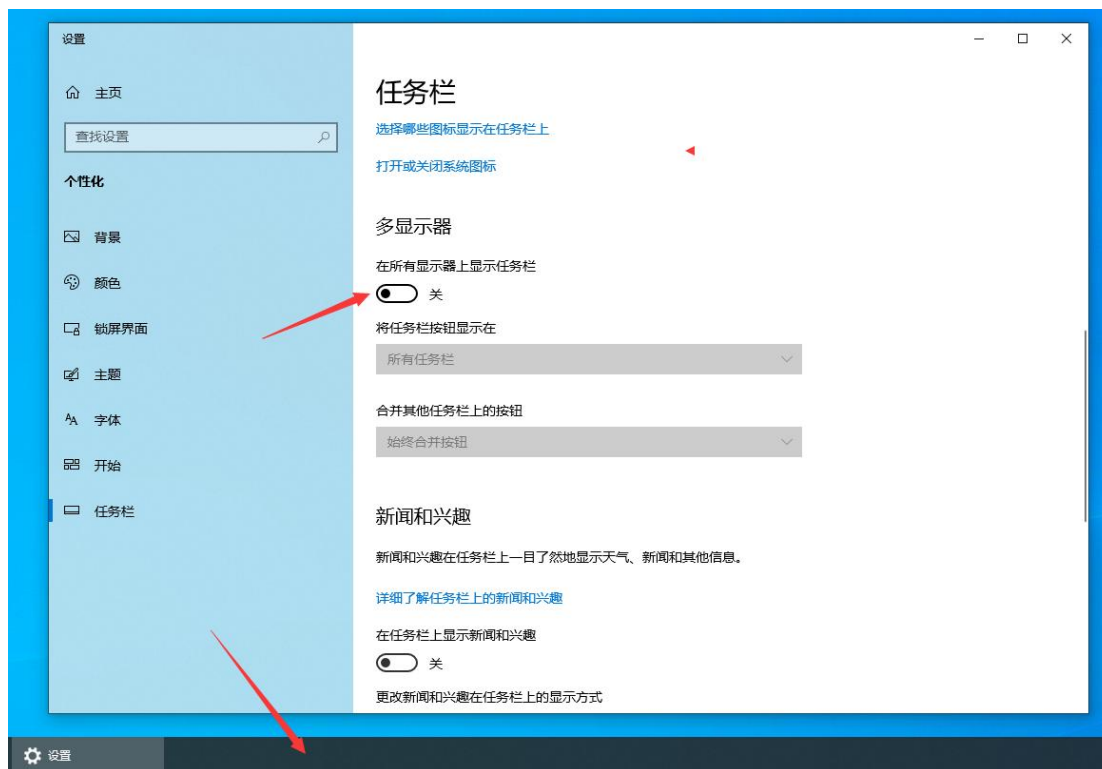 设置
主页
查找设置
个性化
背景
颜色
锁屏界面
主题
字体
开始
任务栏
任务栏
选择哪些图标显示在任务栏上
打开或关闭系统图标
多显示器
在所有显示器上显示任务栏
关
将任务栏按钮显示在
所有任务栏
合并其他任务栏上的按钮
始终合并按钮
新闻和兴趣
新闻和兴趣在任务栏上一目了然地显示天气、新闻和其他信息。
详细了解任务栏上的新闻和兴趣
在任务栏上显示新闻和兴趣
关
更改新闻和兴趣在任务栏上的显示方式
设置